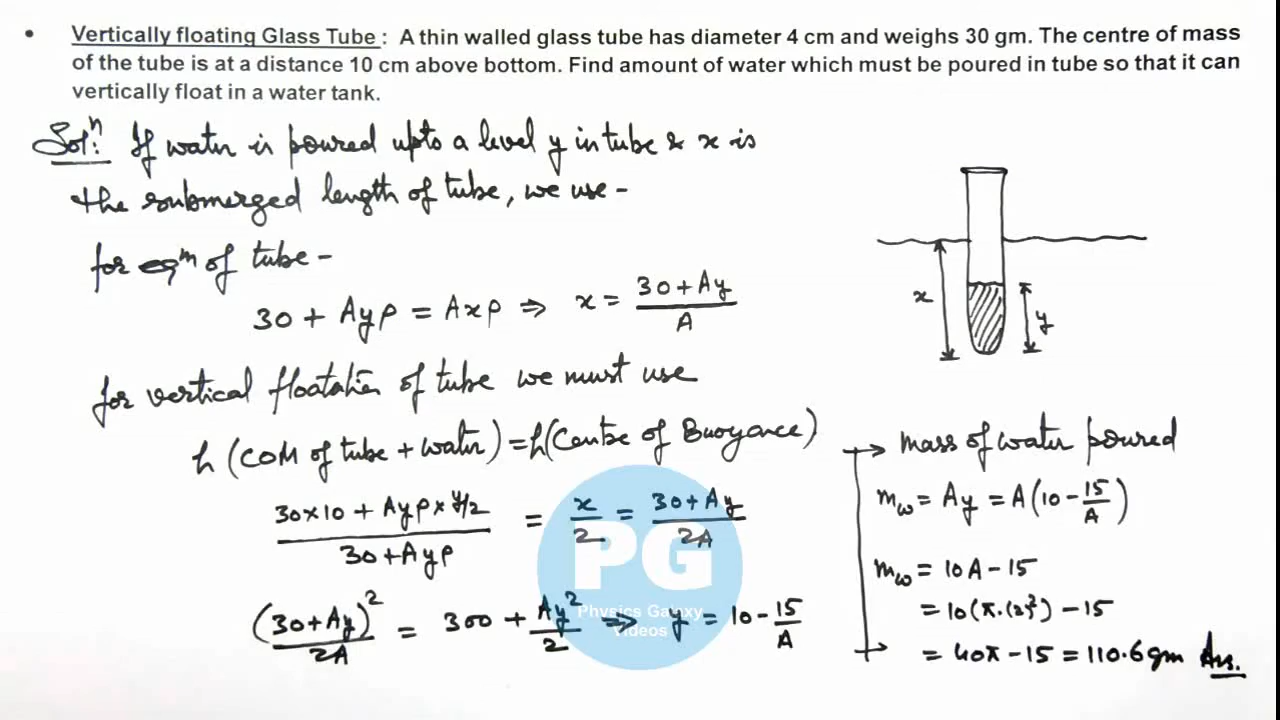 • Vertically floating Glass Tube : A thin walled glass tube has diameter 4 cm and weighs 30 gm. The centre of mass
of the tube is at a distance 10 cm above bottom. Find amount of water which must be poured in tube so that it can
vertically float in a water tank.
Solⁿ: If water is poured upto a level y in tube & x is
the submerged length of tube, we use –
for eqᵐ of tube –
30 + Ayρ = Axρ ⇒ x = (30 + Ay)/A
x
y
for vertical floatation of tube we must use
h (COM of tube + water) = h (Centre of Buoyance)
(30×10 + Ayρ × y/2)/(30 + Ayρ) = x/2 = (30 + Ay)/2A
(30 + Ay)²/2A = 300 + Ay²/2 ⇒ y = 10 – 15/A
→ mass of water poured
m_w = Ay = A(10 – 15/A)
m_w = 10A – 15
= 10(π.(2)²) – 15
→ = 40π – 15 = 110.6 gm Ans.
PG
Physics Galaxy
Videos